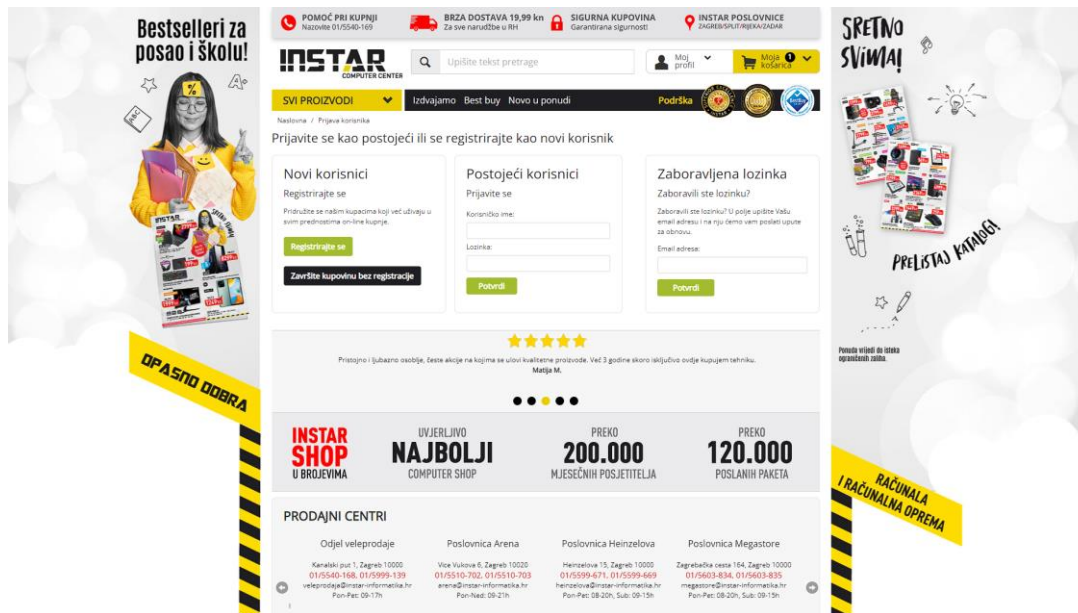 Bestselleri za
posao i školu!
OPASNO DOBRA
POMOĆ PRI KUPNJI
Nazovite 01/5540-169
BRZA DOSTAVA 19,99 kn
Za sve narudžbe u RH
SIGURNA KUPOVINA
Garantirana sigurnost
INSTAR POSLOVNICE
ZAGREB/SPLIT/RIJEKA/ZADAR
INSTAR
COMPUTER CENTER
Upišite tekst pretrage
Moj
profil
Moja 1
košarica
SVI PROIZVODI
Izdvajamo Best buy Novo u ponudi
Podrška
Naslovna / Prijava korisnika
Prijavite se kao postojeći ili se registrirajte kao novi korisnik
Novi korisnici
Registrirajte se
Pridružite se našim kupacima koji već uživaju u
svim prednostima on-line kupnje.
Registrirajte se
Završite kupovinu bez registracije
Postojeći korisnici
Prijavite se
Korisničko ime:
Lozinka:
Potvrdi
Zaboravljena lozinka
Zaboravili ste lozinku?
Zaboravili ste lozinku? U polje upišite Vašu
email adresu i na nju ćemo vam poslati upute
za obnovu.
Email adresa:
Potvrdi
Pristojno i ljubazno osoblje, česte akcije na kojima se ulovi kvalitetne proizvode. Već 3 godine skoro isključivo ovdje kupujem tehniku.
Matija M.
INSTAR
SHOP
U BROJEVIMA
UVJERLJIVO
NAJBOLJI
COMPUTER SHOP
PREKO
200.000
MJESEČNIH POSJETITELJA
PREKO
120.000
POSLANIH PAKETA
PRODAJNI CENTRI
Odjel veleprodaje
Kanalski put 1, Zagreb 10000
01/5540-168, 01/5999-139
veleprodaja@instar-informatika.hr
Pon-Pet: 09-17h
Poslovnica Arena
Vice Vukova 6, Zagreb 10020
01/5510-702, 01/5510-703
arena@instar-informatika.hr
Pon-Ned: 09-21h
Poslovnica Heinzelova
Heinzelova 15, Zagreb 10000
01/5599-671, 01/5599-669
heinzelova@instar-informatika.hr
Pon-Pet: 08-20h, Sub: 09-15h
Poslovnica Megastore
Zagrebačka cesta 164, Zagreb 10000
01/5603-834, 01/5603-835
megastore@instar-informatika.hr
Pon-Pet: 08-20h, Sub: 09-15h
SRETNO
SVIMA!
PRELISTAJ KATALOG!
Ponuda vrijedi do isteka
ograničenih zaliha.
RAČUNALA
I RAČUNALNA OPREMA